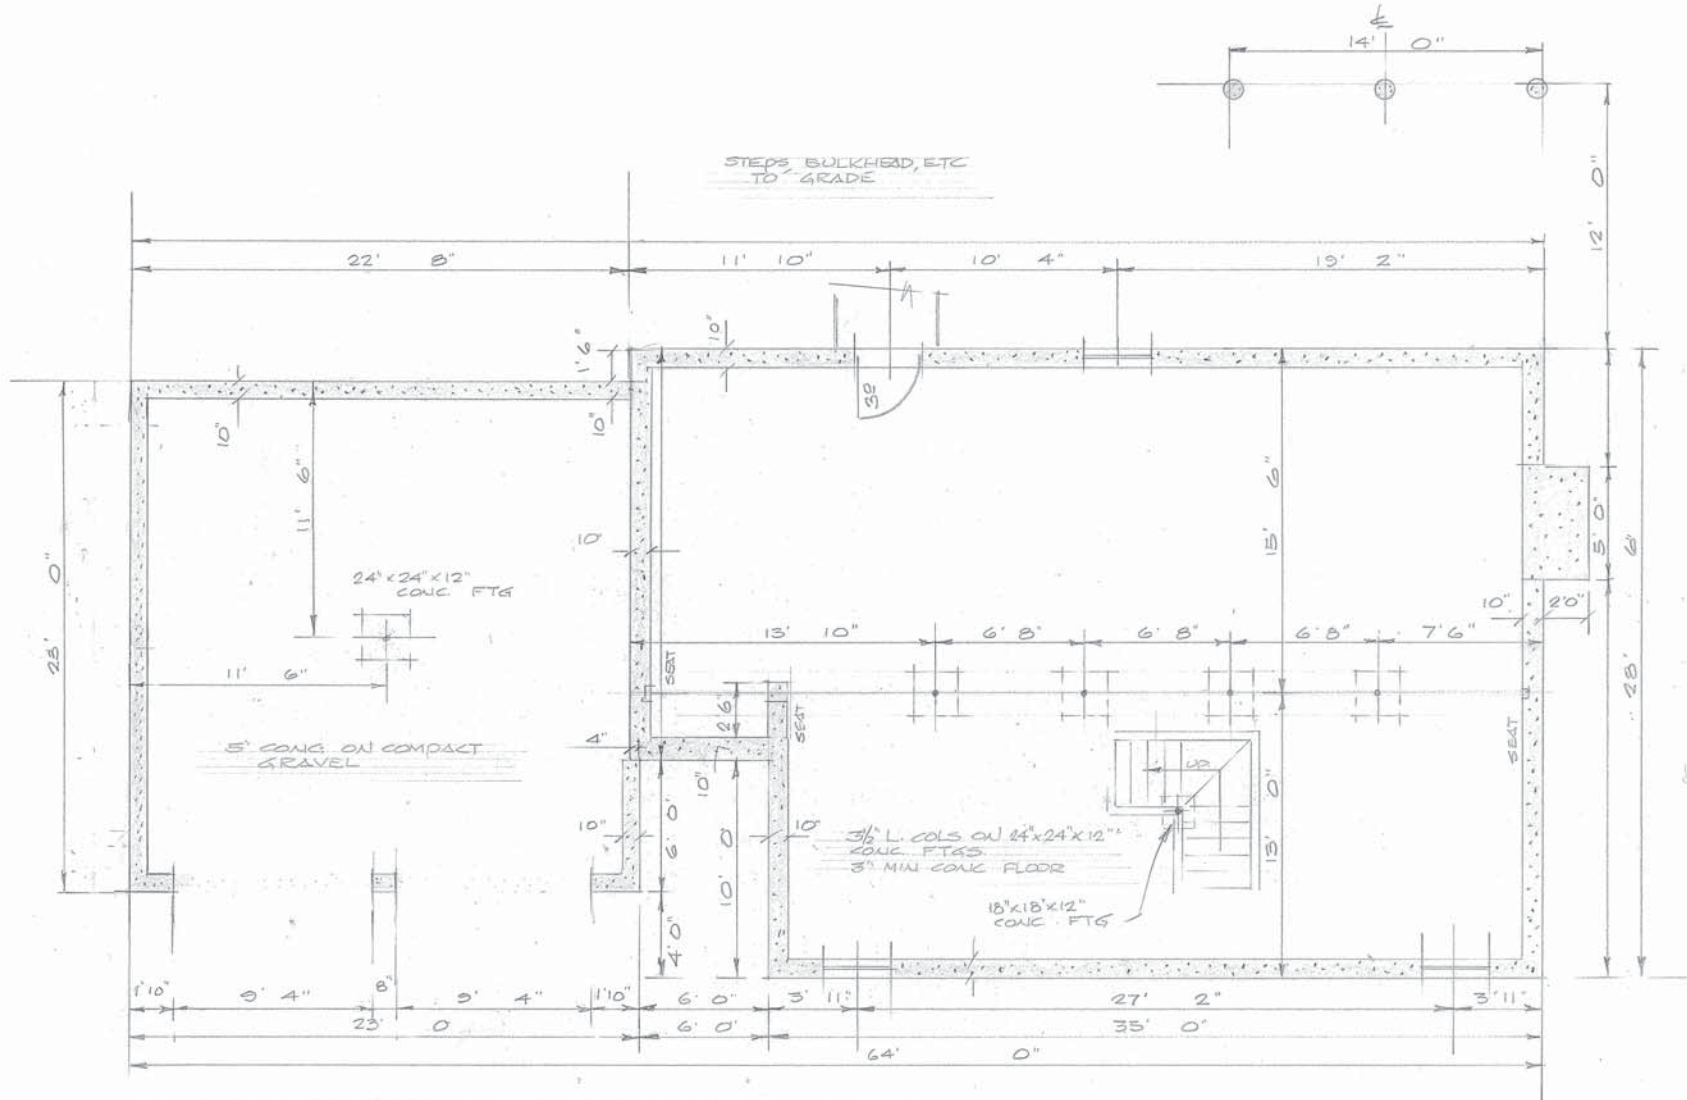 14' 0"
12' 0"
STEPS, BULKHEAD, ETC
TO GRADE
22' 8"
11' 10"
10' 4"
19' 2"
1' 6"
10"
10"
10"
3º
23' 0"
11' 6"
15' 6"
5' 0"
28' 6"
10"
24" x 24" x 12"
CONC. FTG
10"
2'0"
13' 10"
6' 8"
6' 8"
6' 8"
7' 6"
11' 6"
SEAT
2'6"
SEAT
SEAT
5" CONC. ON COMPACT
GRAVEL
4"
10"
UP
13' 0"
10"
6' 0"
10' 0"
10"
3½" L. COLS ON 24"x24"x12"
CONC. FTGS.
3" MIN CONC FLOOR
18"x18"x12"
CONC. FTG
4' 0"
1'10"
9' 4"
8"
9' 4"
1'10"
6' 0"
3' 11"
27' 2"
3' 11"
23' 0
6' 0"
35' 0"
64' 0"